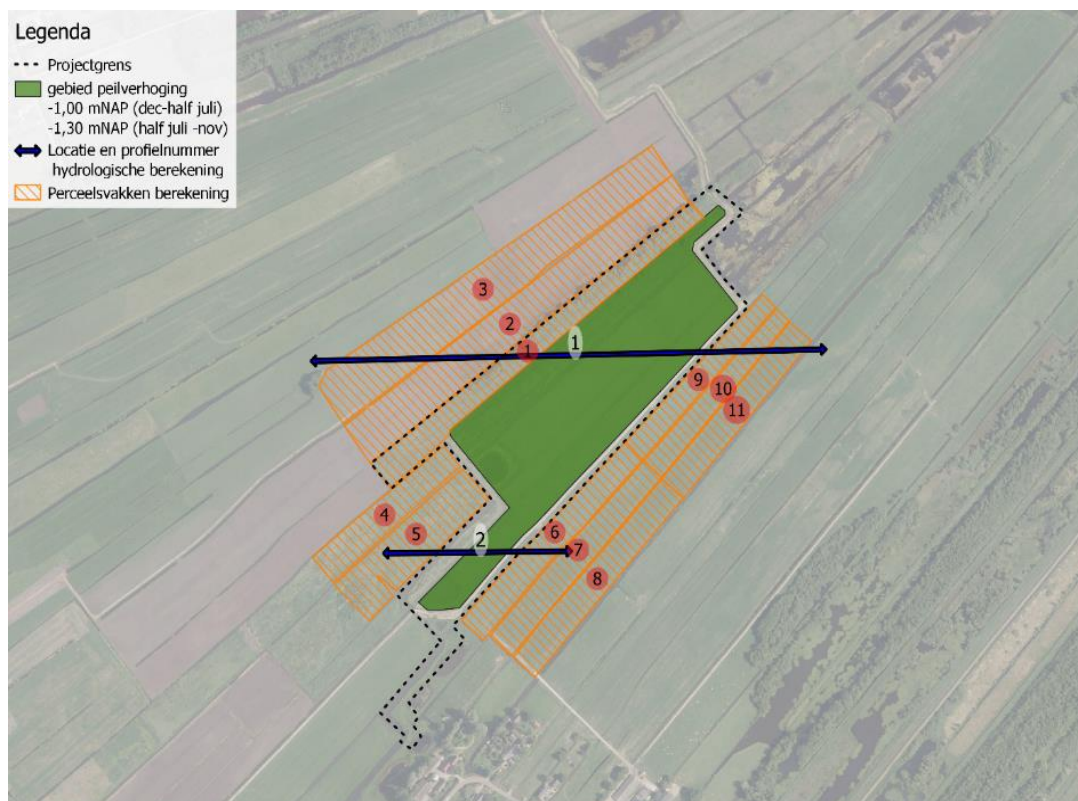 Legenda
Projectgrens
gebied peilverhoging
-1,00 mNAP (dec-half juli)
-1,30 mNAP (half juli -nov)
Locatie en profielnummer
hydrologische berekening
Perceelsvakken berekening
3
2
1
1
9
10
11
4
5
2
6
7
8